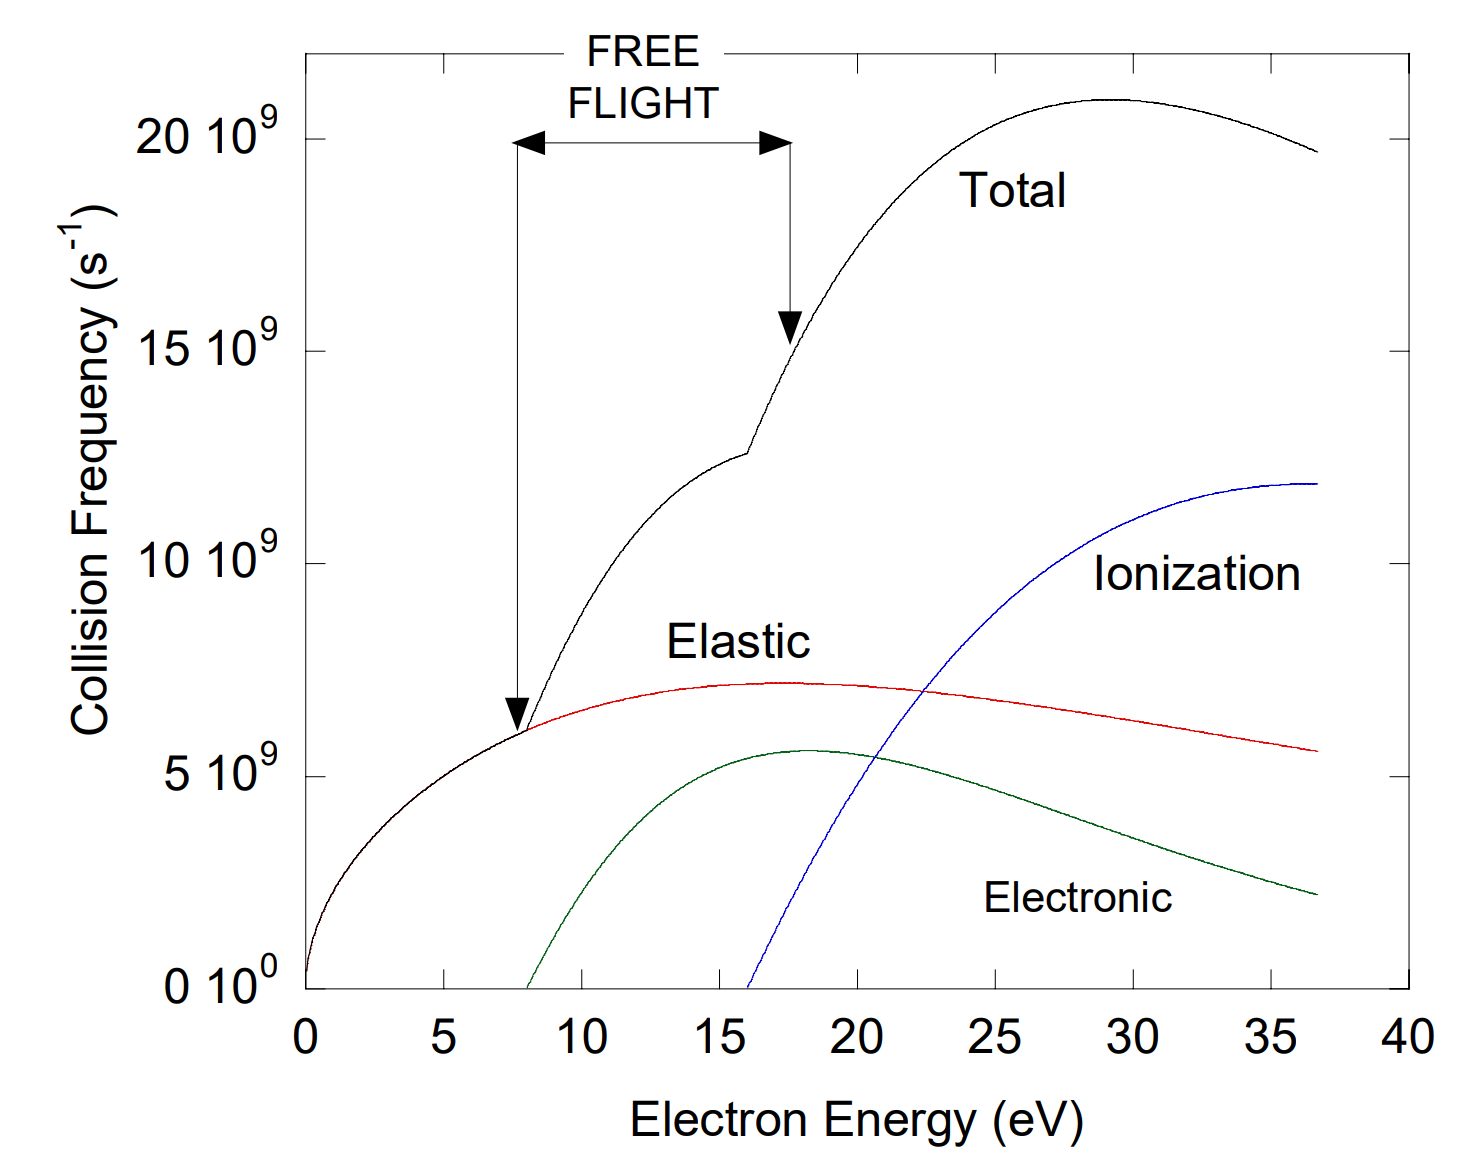 FREE
FLIGHT
20 10⁹
Total
15 10⁹
Collision Frequency (s⁻¹)
10 10⁹
Ionization
Elastic
5 10⁹
Electronic
0 10⁰
0 5 10 15 20 25 30 35 40
Electron Energy (eV)